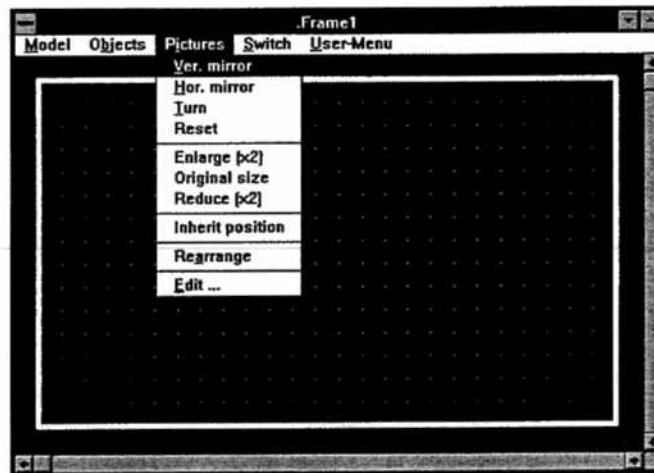 .Frame1
Model Objects Pictures Switch User-Menu
Ver. mirror
Hor. mirror
Turn
Reset
Enlarge (x2)
Original size
Reduce (x2)
Inherit position
Rearrange
Edit ...